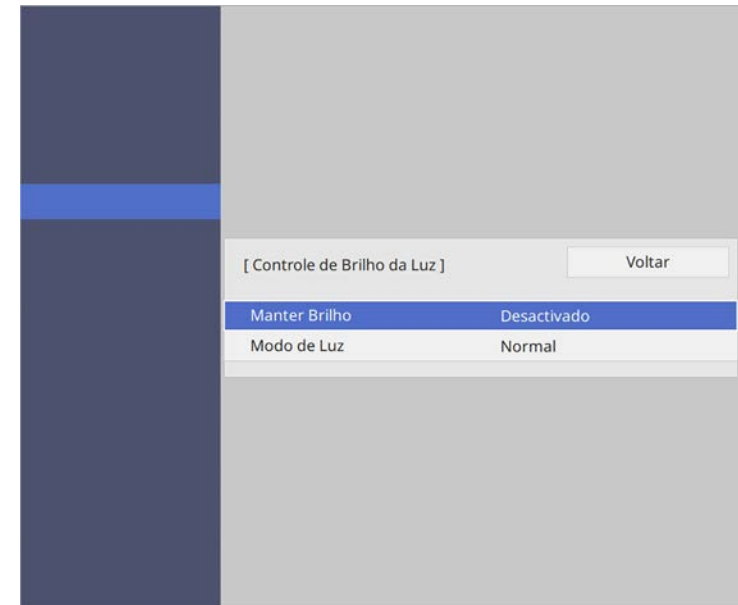 [ Controle de Brilho da Luz ] Voltar
Manter Brilho Desactivado
Modo de Luz Normal